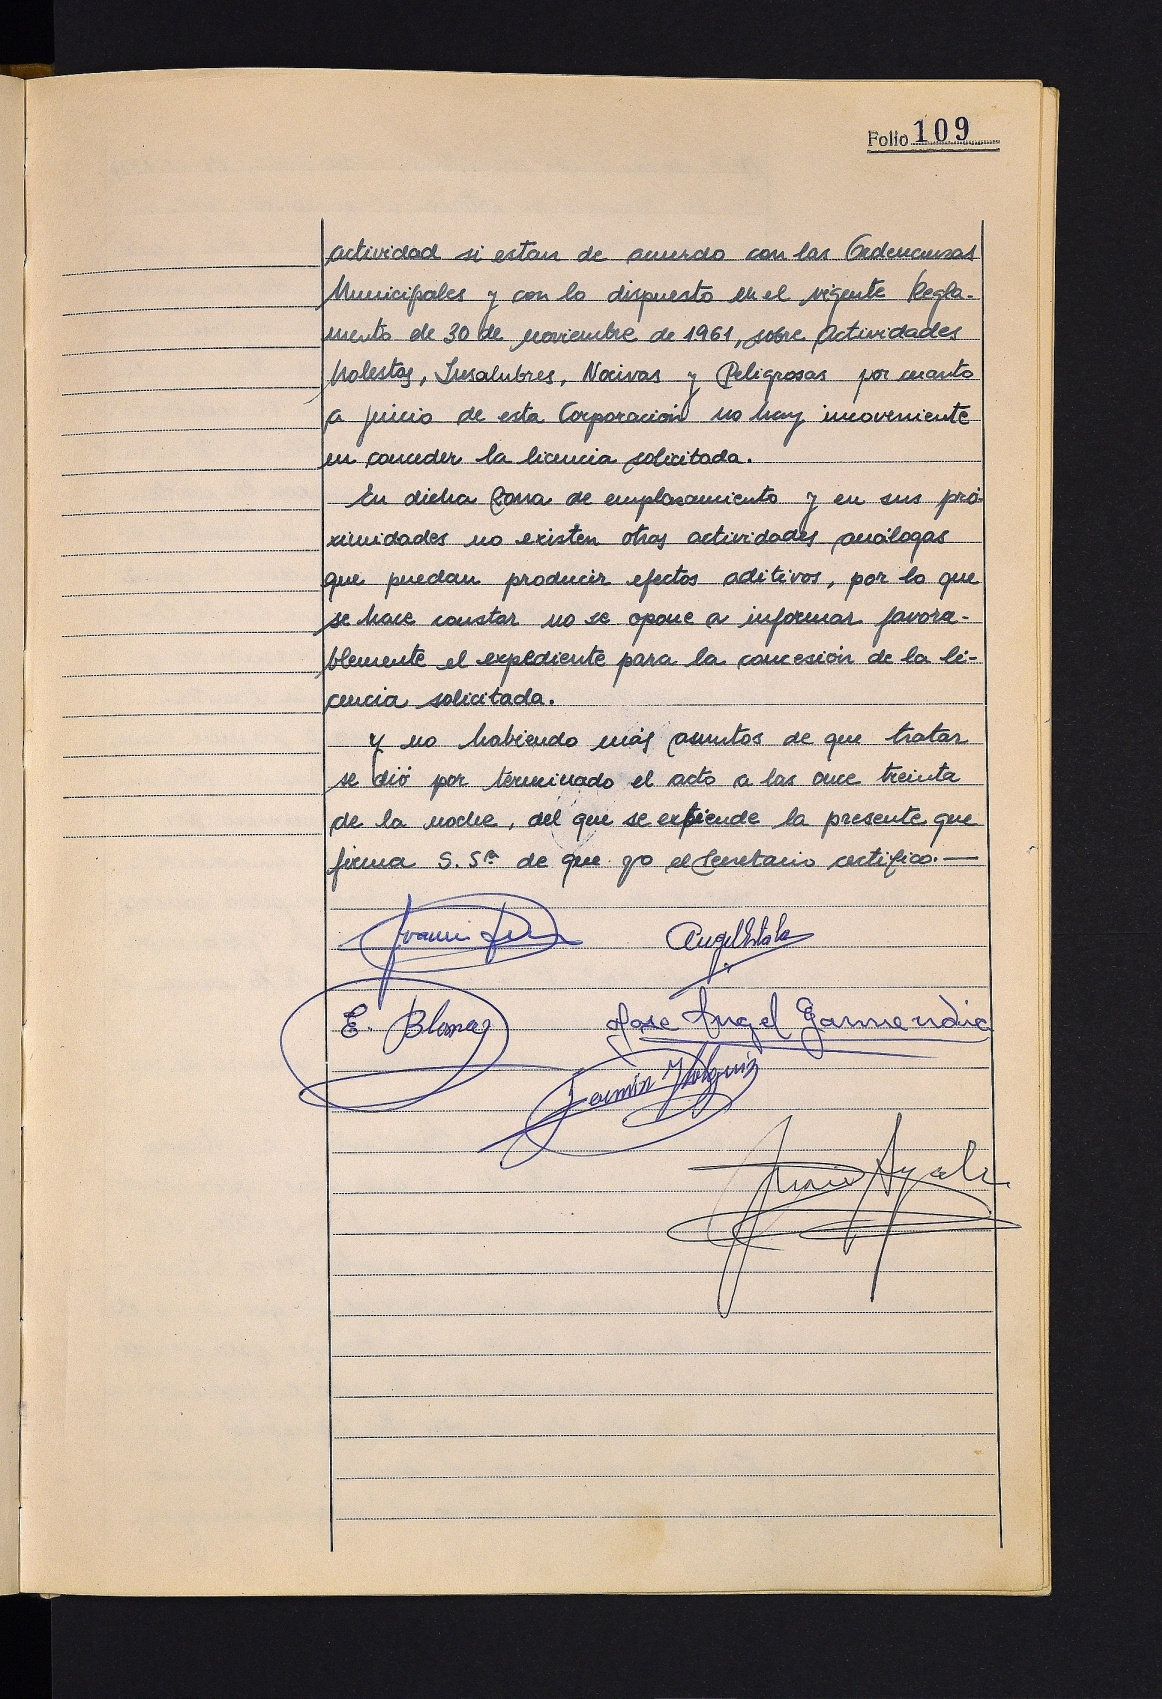 Folio 109
actividad si estan de acuerdo con las Ordenanzas
Municipales y con lo dispuesto en el vigente Regla-
mento de 30 de noviembre de 1961, sobre Actividades
Molestas, Insalubres, Nocivas y Peligrosas por cuanto
a juicio de esta Corporación no hay incoveniente
en conceder la licencia solicitada.
En dicha Zona de emplazamiento y en sus pró
ximidades no existen otras actividades análogas
que puedan producir efectos aditivos, por lo que
se hace constar no se opone a informar favora-
blemente el expediente para la concesión de la li-
cencia solicitada.
Y no habiendo más asuntos de que tratar
se dió por terminado el acto a las once treinta
de la noche, del que se extiende la presente que
firma S. Sª de que yo el Secretario certifico.—
E.
Jose Angel Garmendia
Fermin
Ayala